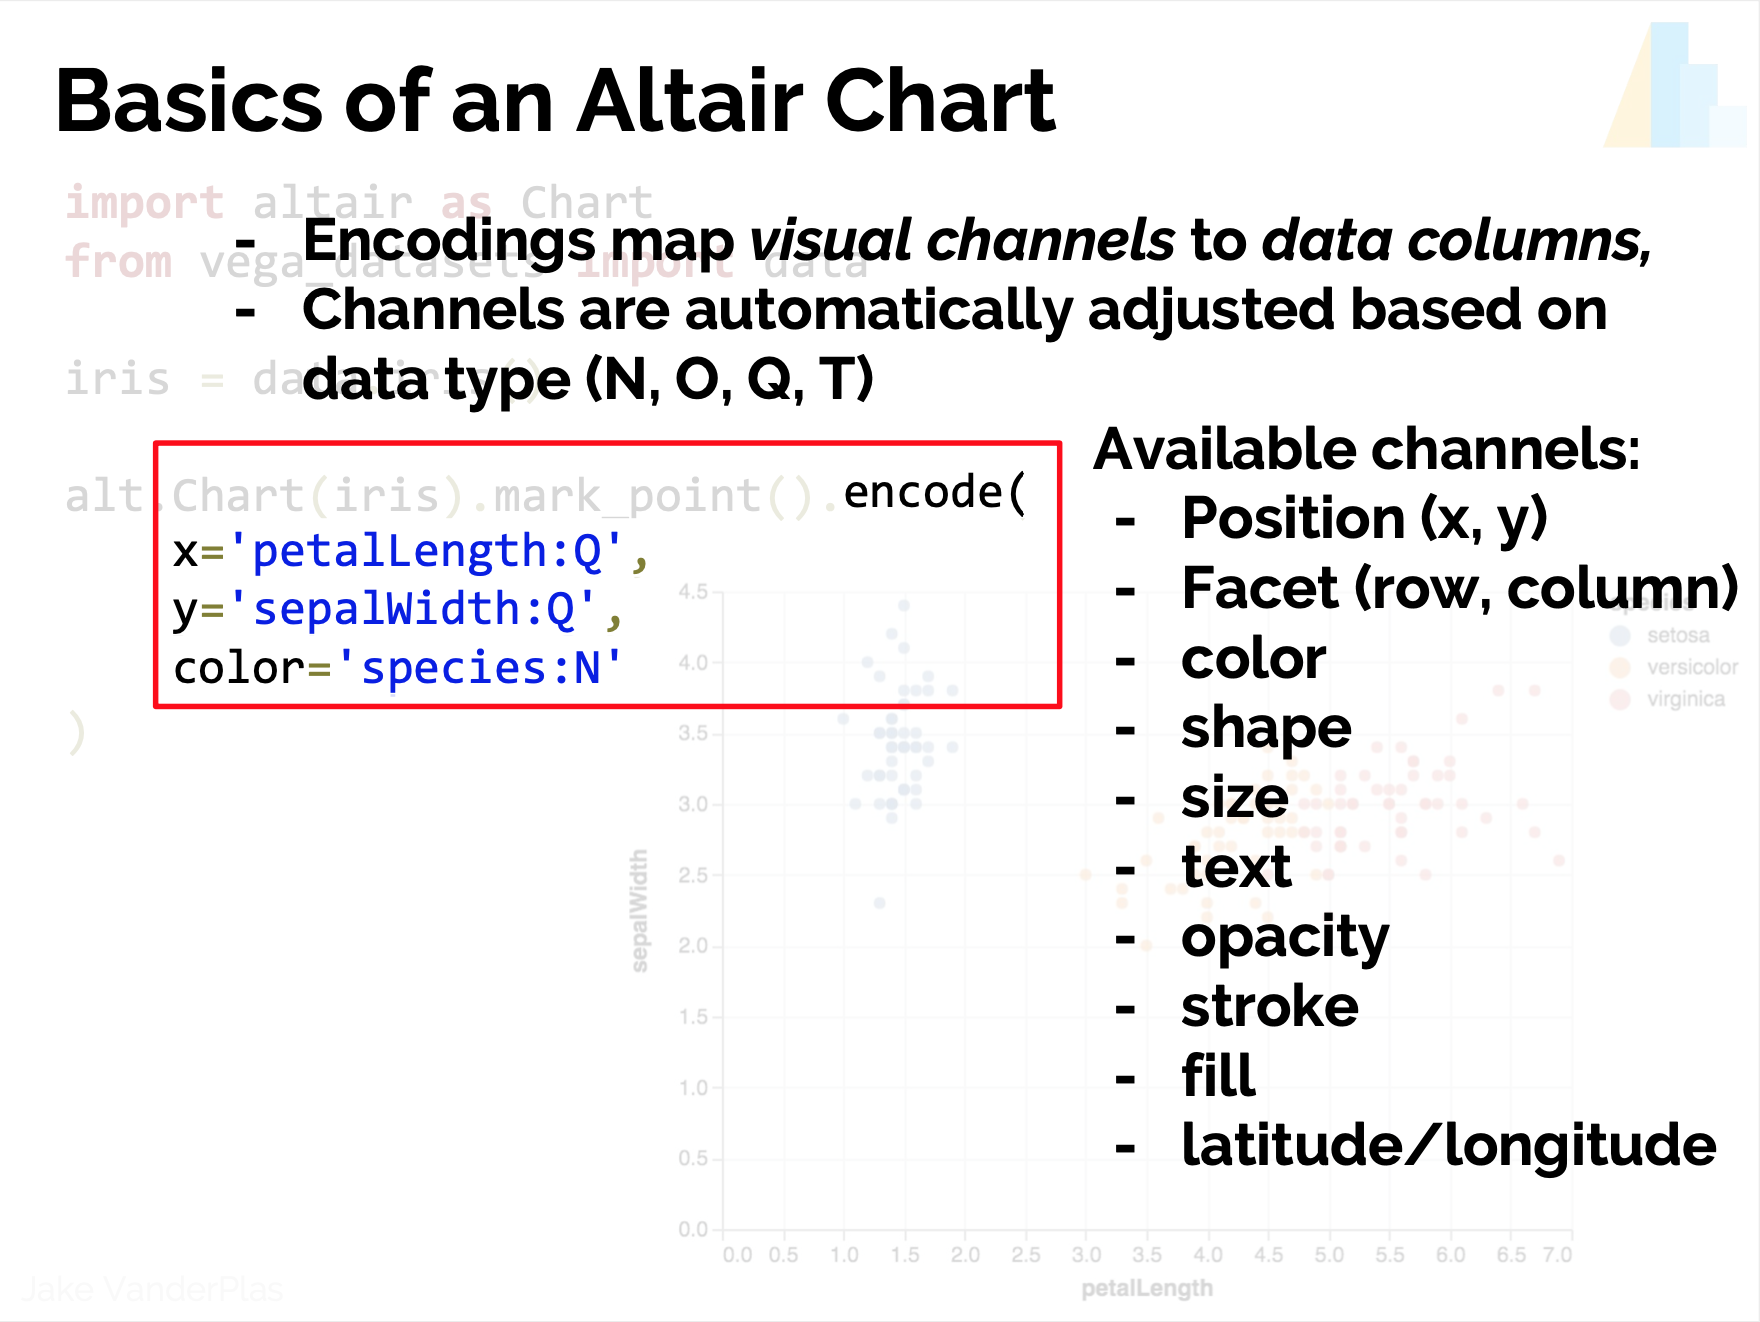 Basics of an Altair Chart
import altair as Chart
from vega_datasets import data
- Encodings map visual channels to data columns,
- Channels are automatically adjusted based on
data type (N, O, Q, T)
iris = data.iris()
alt.Chart(iris).mark_point().encode(
x='petalLength:Q',
y='sepalWidth:Q',
color='species:N'
)
Available channels:
- Position (x, y)
- Facet (row, column)
- color
- shape
- size
- text
- opacity
- stroke
- fill
- latitude/longitude
species
setosa
versicolor
virginica
4.5
4.0
3.5
3.0
2.5
2.0
1.5
1.0
0.5
0.0
sepalWidth
0.0 0.5 1.0 1.5 2.0 2.5 3.0 3.5 4.0 4.5 5.0 5.5 6.0 6.5 7.0
petalLength
Jake VanderPlas